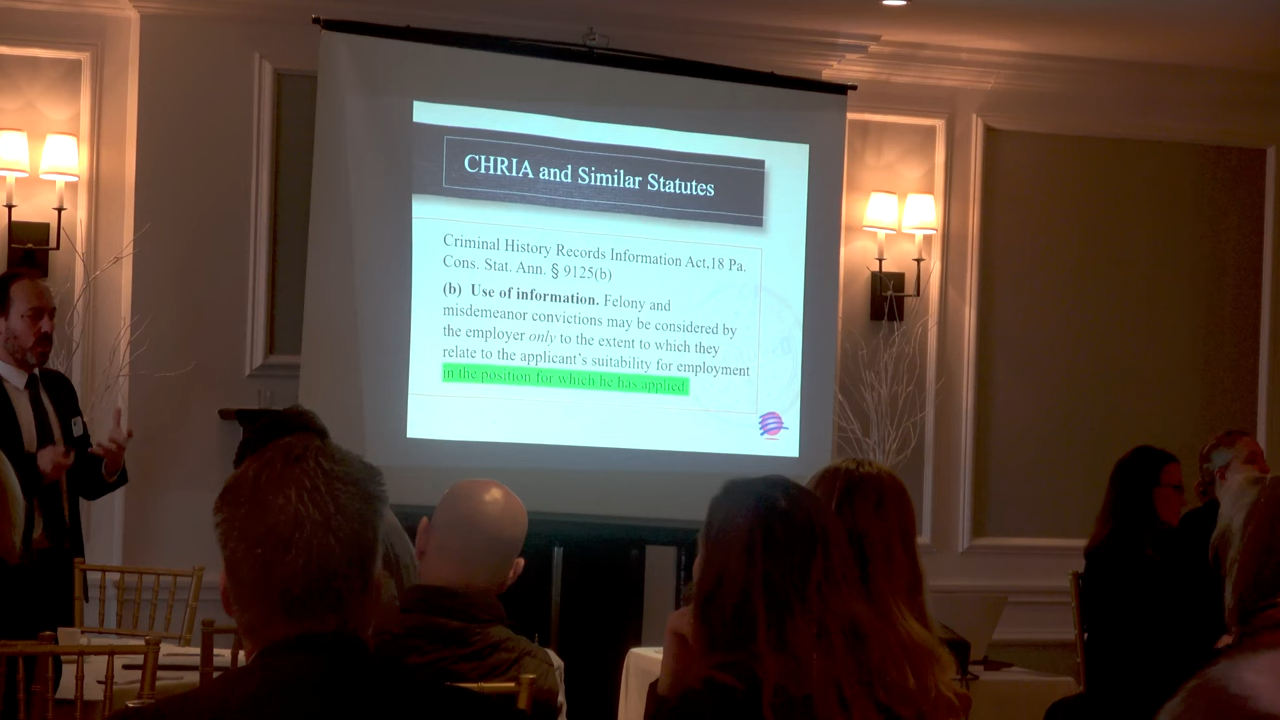 CHRIA and Similar Statutes
Criminal History Records Information Act,18 Pa.
Cons. Stat. Ann. § 9125(b)
(b) Use of information. Felony and
misdemeanor convictions may be considered by
the employer only to the extent to which they
relate to the applicant's suitability for employment
in the position for which he has applied.